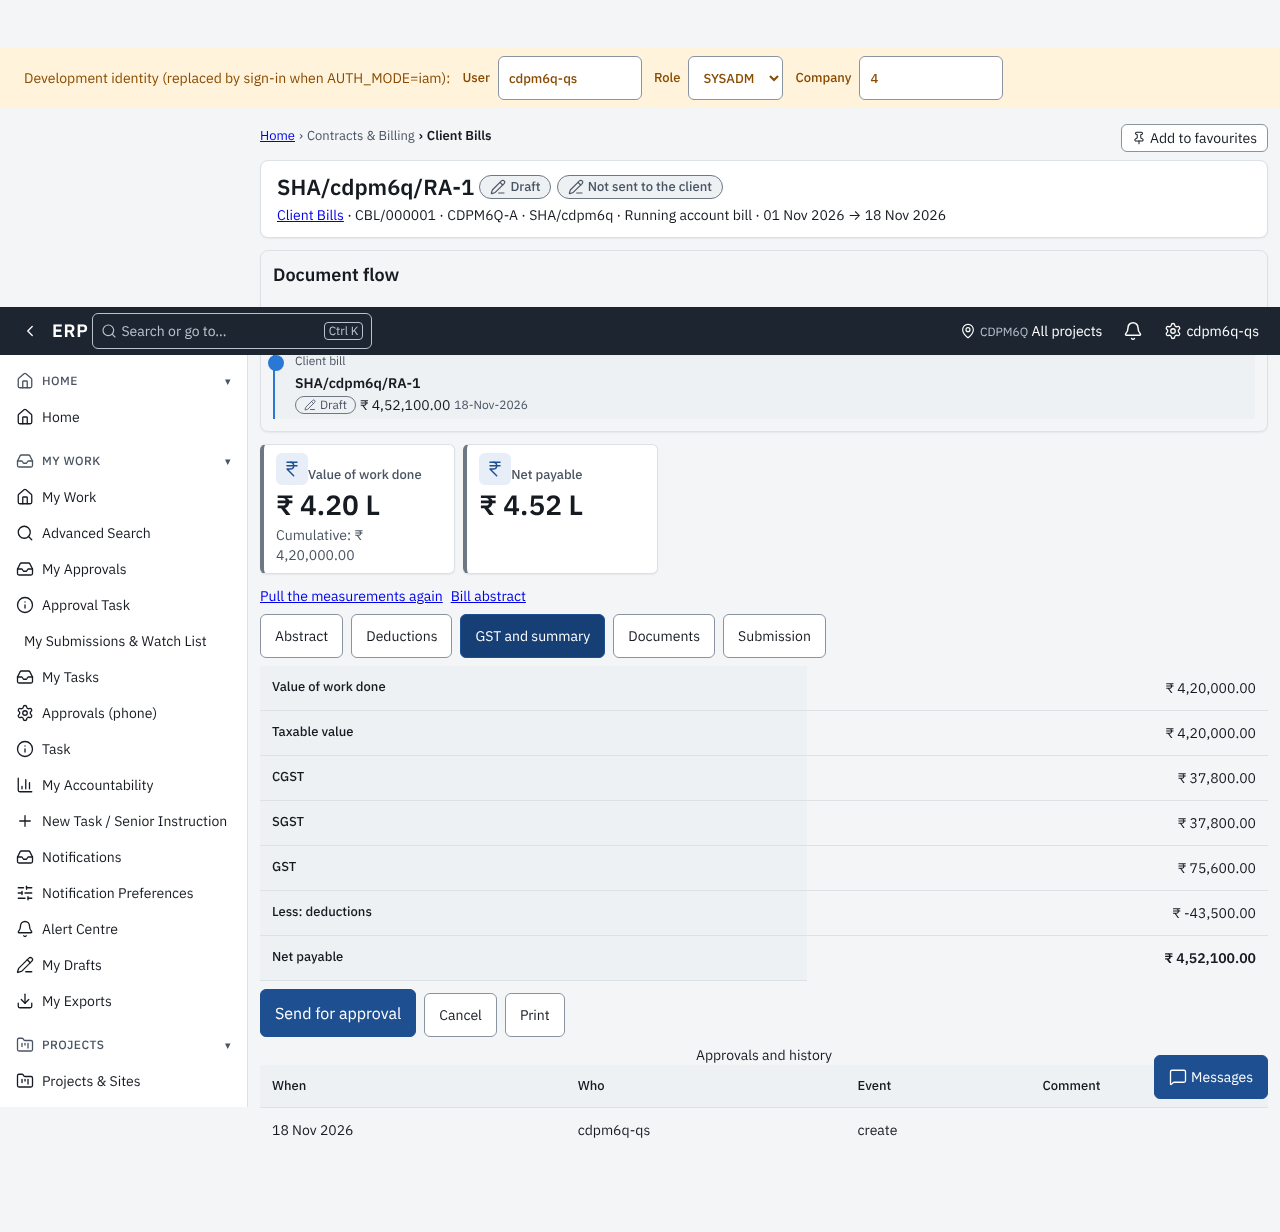 Development identity (replaced by sign-in when AUTH_MODE=iam): User cdpm6q-qs Role SYSADM Company 4
Home › Contracts & Billing › Client Bills
Add to favourites
SHA/cdpm6q/RA-1 Draft Not sent to the client
Client Bills · CBL/000001 · CDPM6Q-A · SHA/cdpm6q · Running account bill · 01 Nov 2026 → 18 Nov 2026
Document flow
ERP Search or go to... Ctrl K CDPM6Q All projects cdpm6q-qs
Client bill
SHA/cdpm6q/RA-1
Draft ₹ 4,52,100.00 18-Nov-2026
HOME
Home
MY WORK
My Work
Advanced Search
My Approvals
Approval Task
My Submissions & Watch List
My Tasks
Approvals (phone)
Task
My Accountability
New Task / Senior Instruction
Notifications
Notification Preferences
Alert Centre
My Drafts
My Exports
PROJECTS
Projects & Sites
₹ Value of work done
₹ 4.20 L
Cumulative: ₹
4,20,000.00
₹ Net payable
₹ 4.52 L
Pull the measurements again Bill abstract
Abstract Deductions GST and summary Documents Submission
Value of work done ₹ 4,20,000.00
Taxable value ₹ 4,20,000.00
CGST ₹ 37,800.00
SGST ₹ 37,800.00
GST ₹ 75,600.00
Less: deductions ₹ -43,500.00
Net payable ₹ 4,52,100.00
Send for approval Cancel Print
Approvals and history
When Who Event Comment
Messages
18 Nov 2026 cdpm6q-qs create